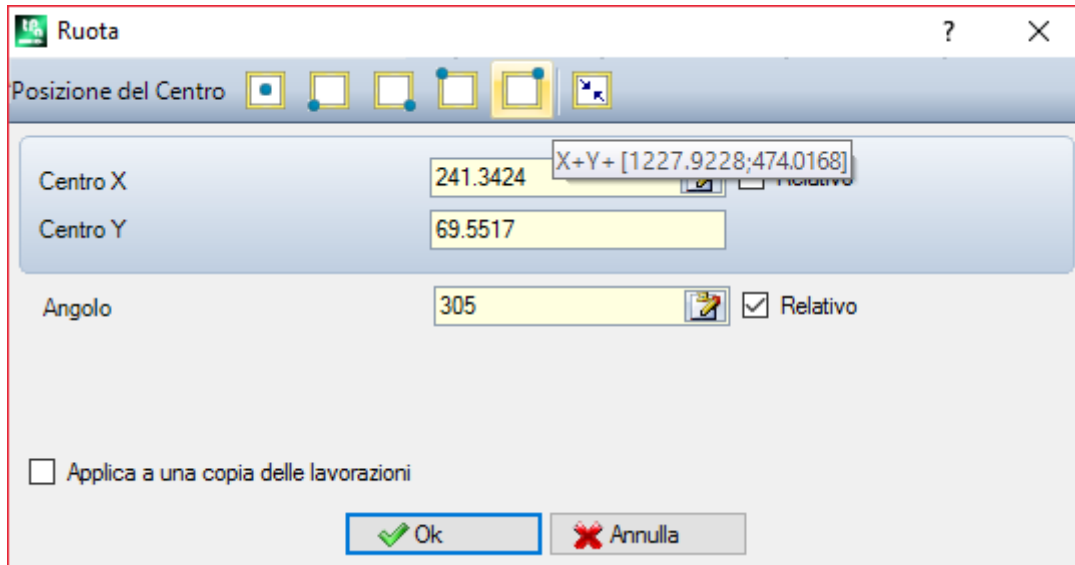 Ruota
?
Posizione del Centro
X+Y+ [1227.9228;474.0168]
Centro X 241.3424 Relativo
Centro Y 69.5517
Angolo 305 Relativo
Applica a una copia delle lavorazioni
Ok Annulla